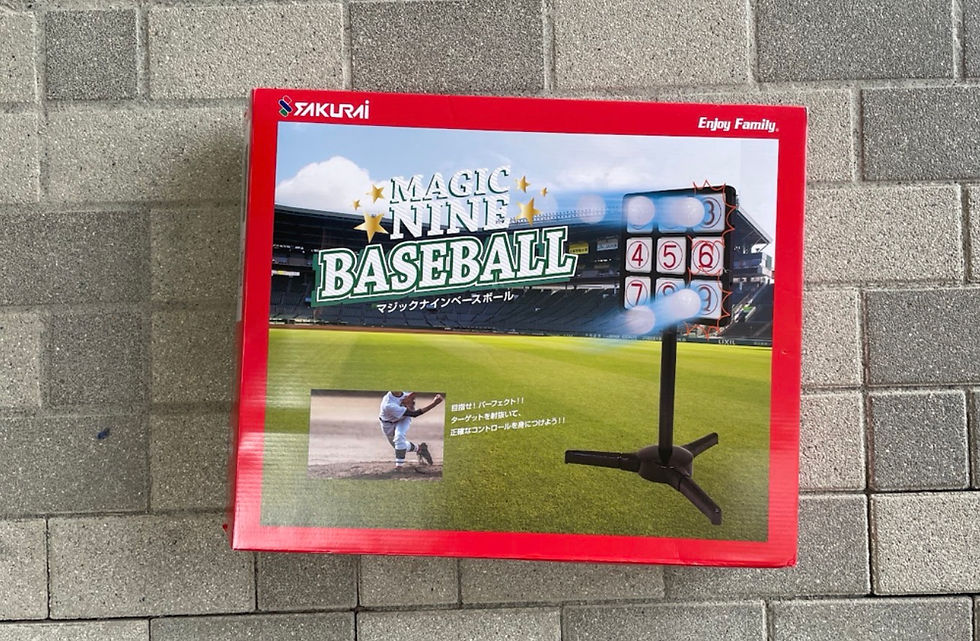 SAKURAI
Enjoy Family.
MAGIC
NINE
BASEBALL
マジックナインベースボール
3
4 5 6
7 9
LIXIL
目指せ!パーフェクト!!
ターゲットを射抜いて、
正確なコントロールを身につけよう!!